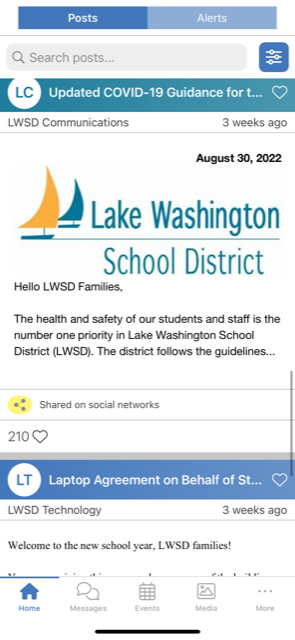 Posts
Alerts
Search posts...
LC
Updated COVID-19 Guidance for t...
LWSD Communications
3 weeks ago
August 30, 2022
Lake Washington
School District
Hello LWSD Families,
The health and safety of our students and staff is the
number one priority in Lake Washington School
District (LWSD). The district follows the guidelines...
Shared on social networks
210
LT
Laptop Agreement on Behalf of St...
LWSD Technology
3 weeks ago
Welcome to the new school year, LWSD families!
Home
Messages
Events
Media
More